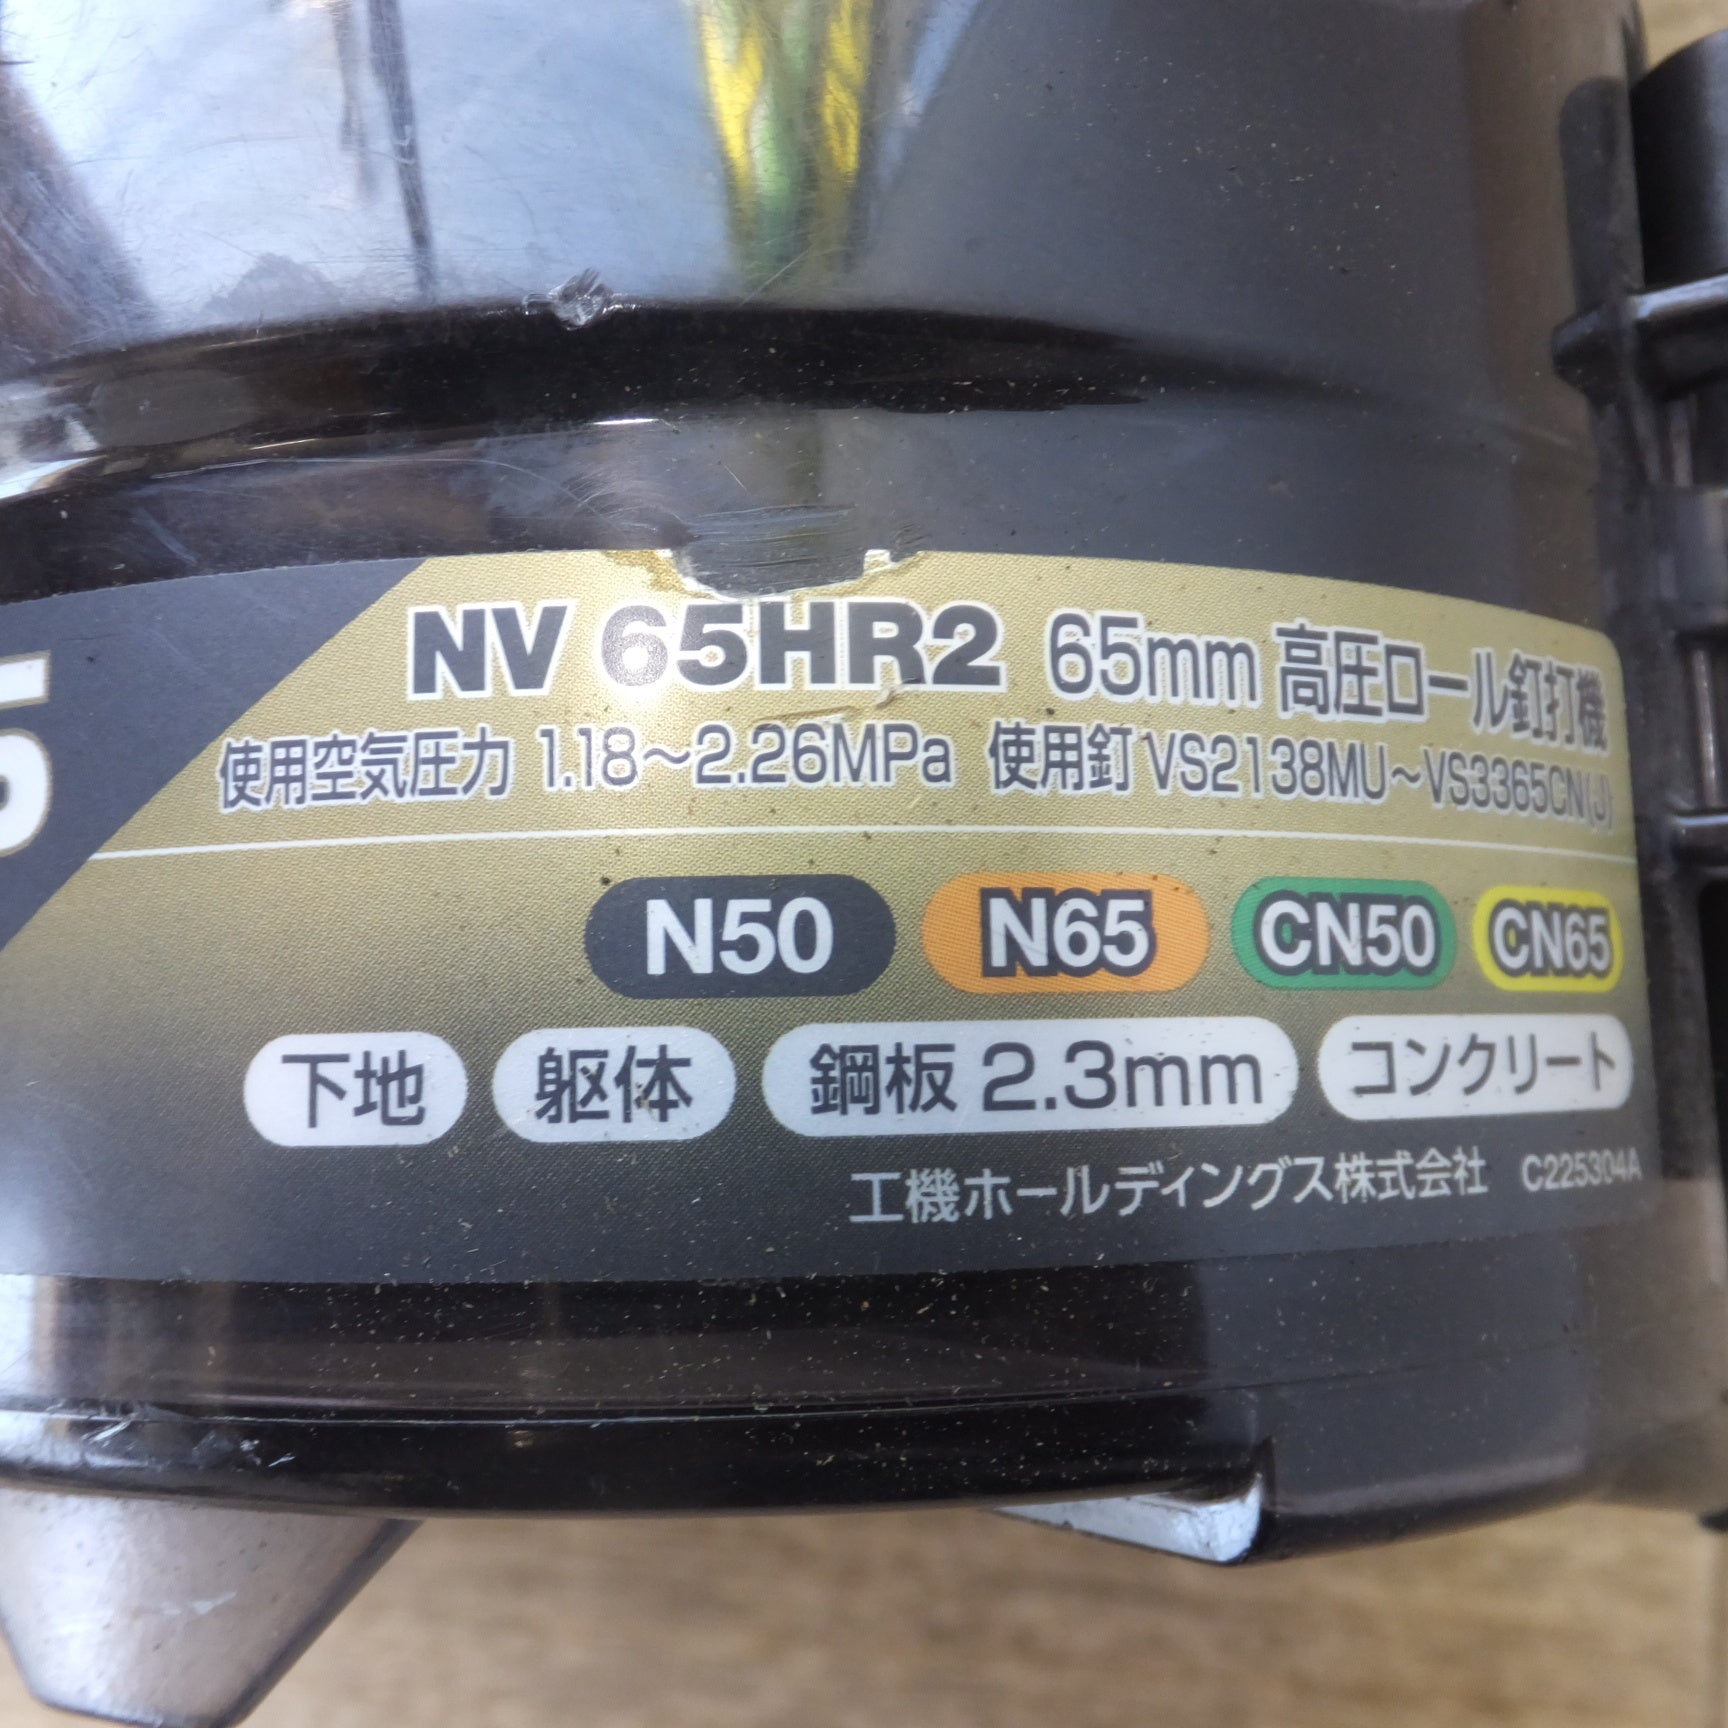 5
NV 65HR2 65mm 高圧ロール釘打機
使用空気圧力 1.18～2.26MPa 使用釘 VS2138MU～VS3365CN(J)
N50 N65 CN50 CN65
下地 躯体 鋼板 2.3mm コンクリート
工機ホールディングス株式会社 C225304A